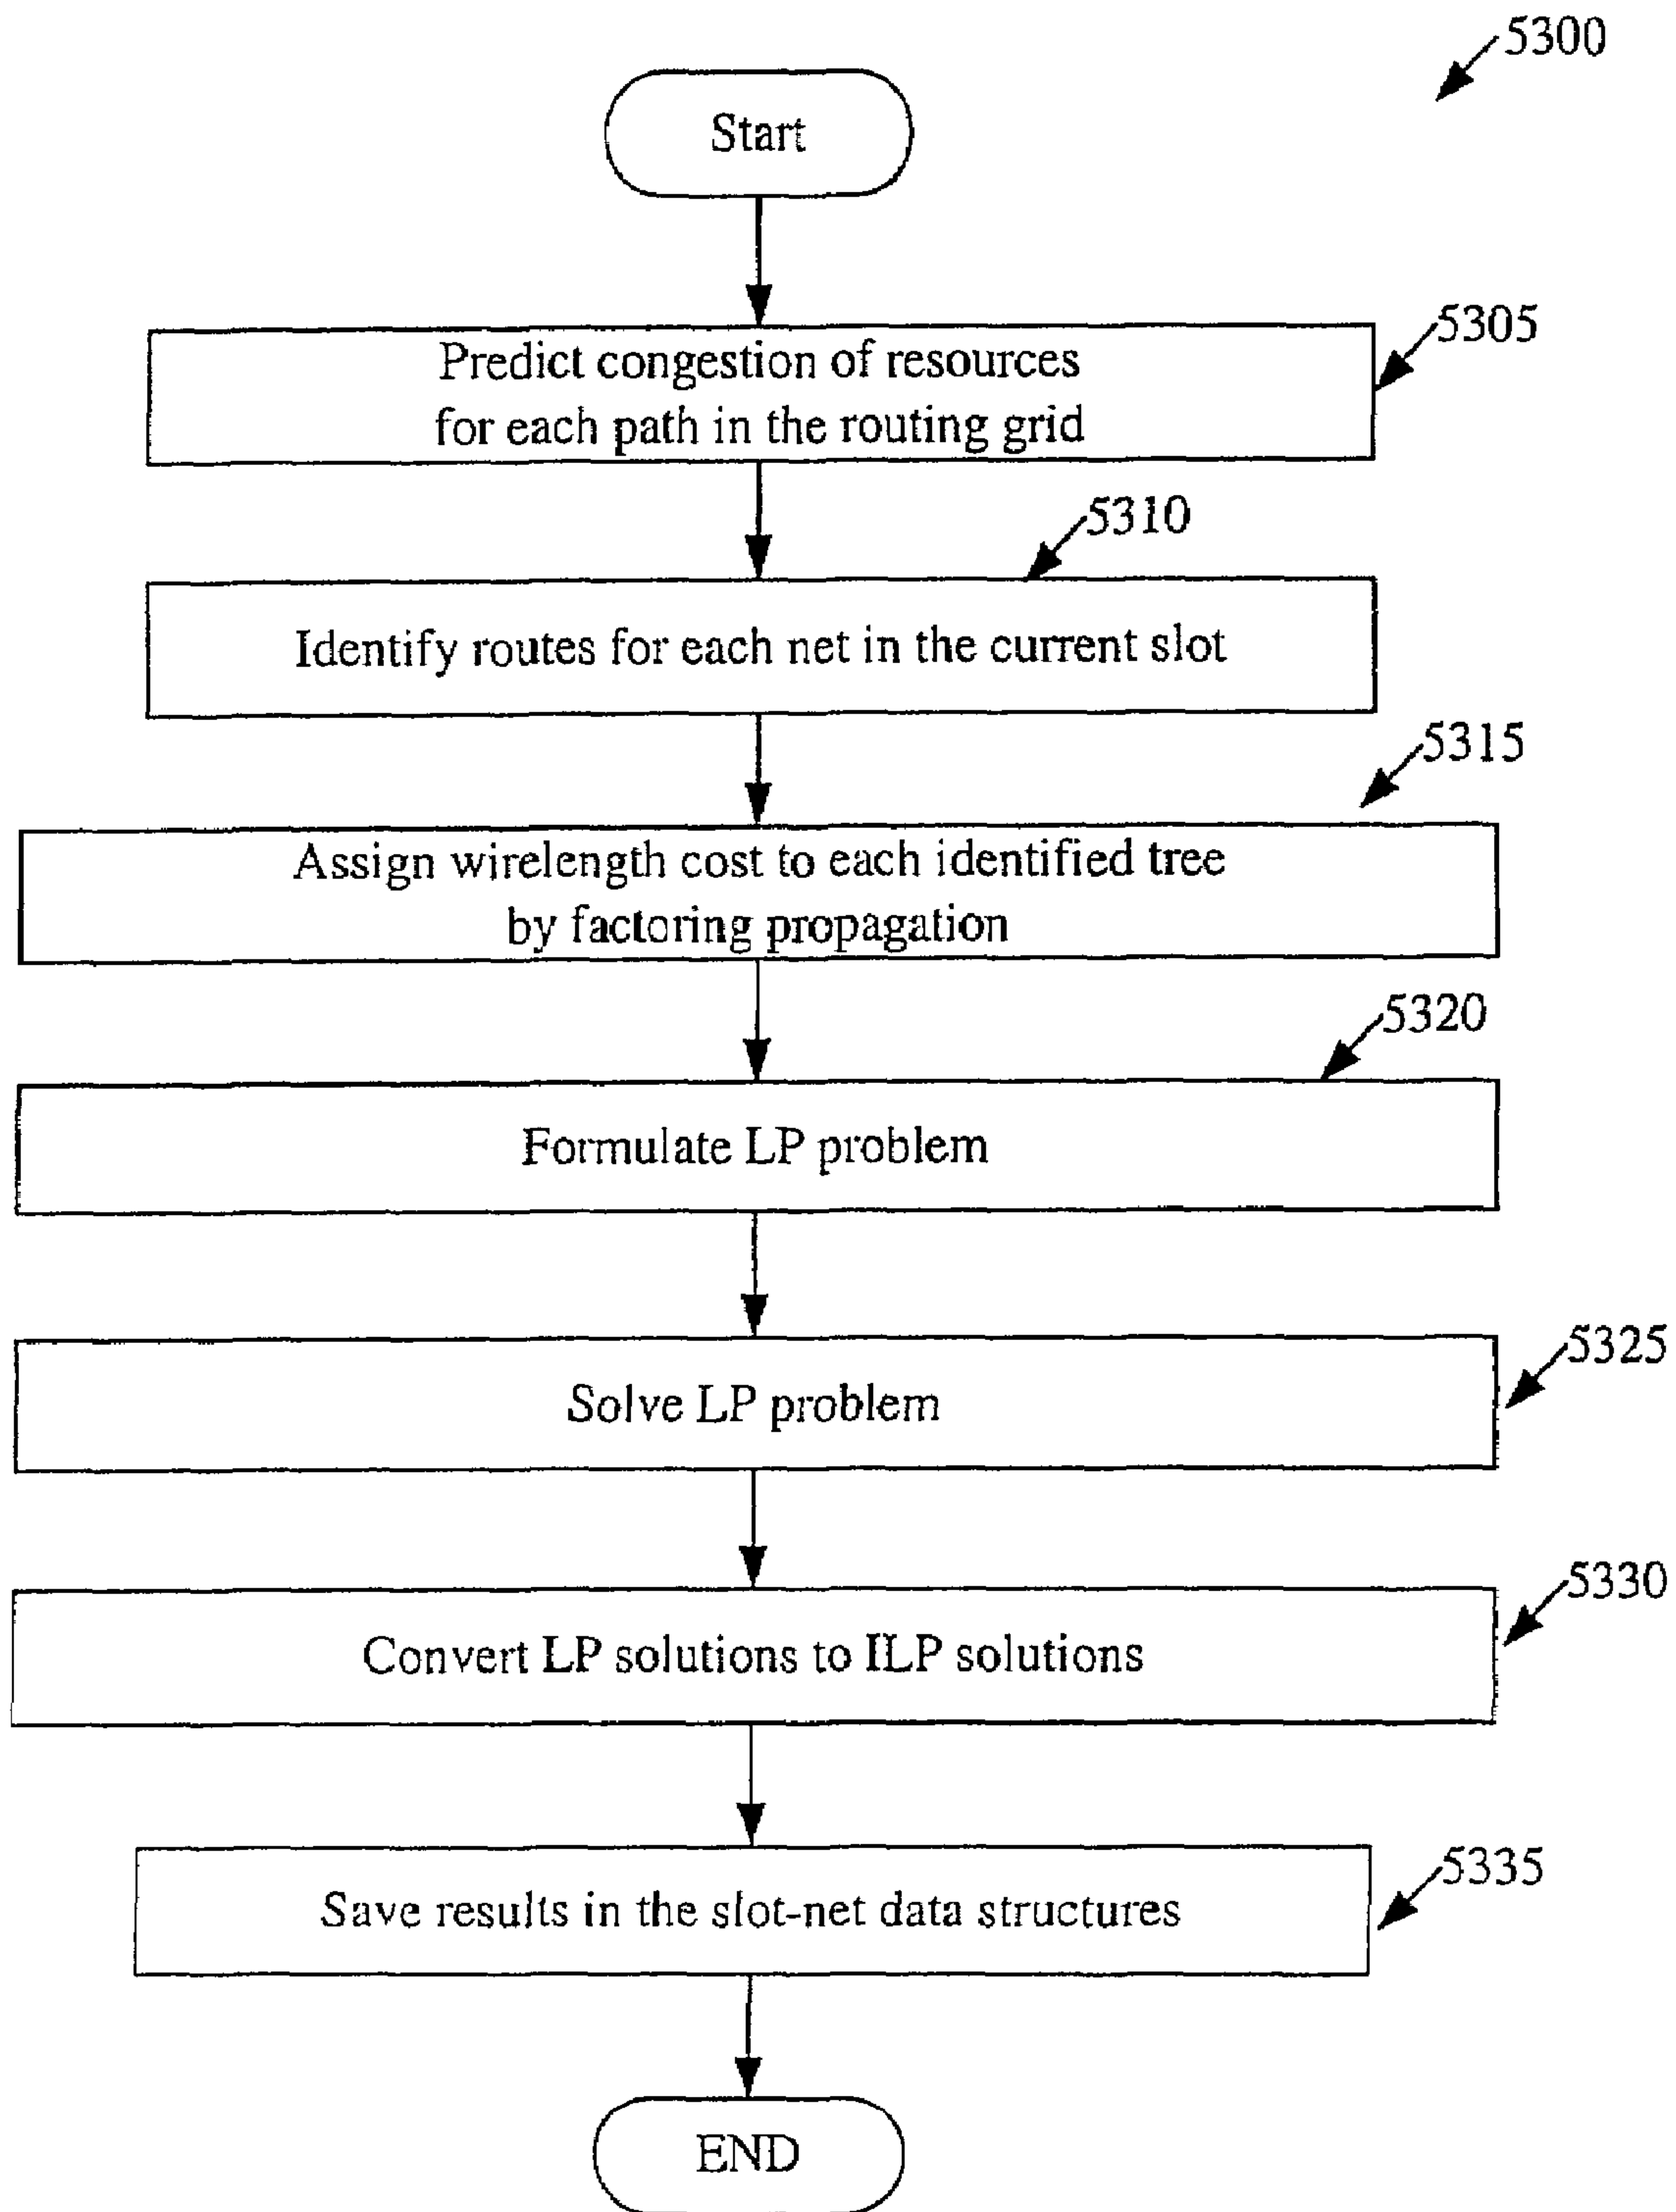 5300
Start
5305
Predict congestion of resources
for each path in the routing grid
5310
Identify routes for each net in the current slot
5315
Assign wirelength cost to each identified tree
by factoring propagation
5320
Formulate LP problem
5325
Solve LP problem
5330
Convert LP solutions to ILP solutions
5335
Save results in the slot-net data structures
END